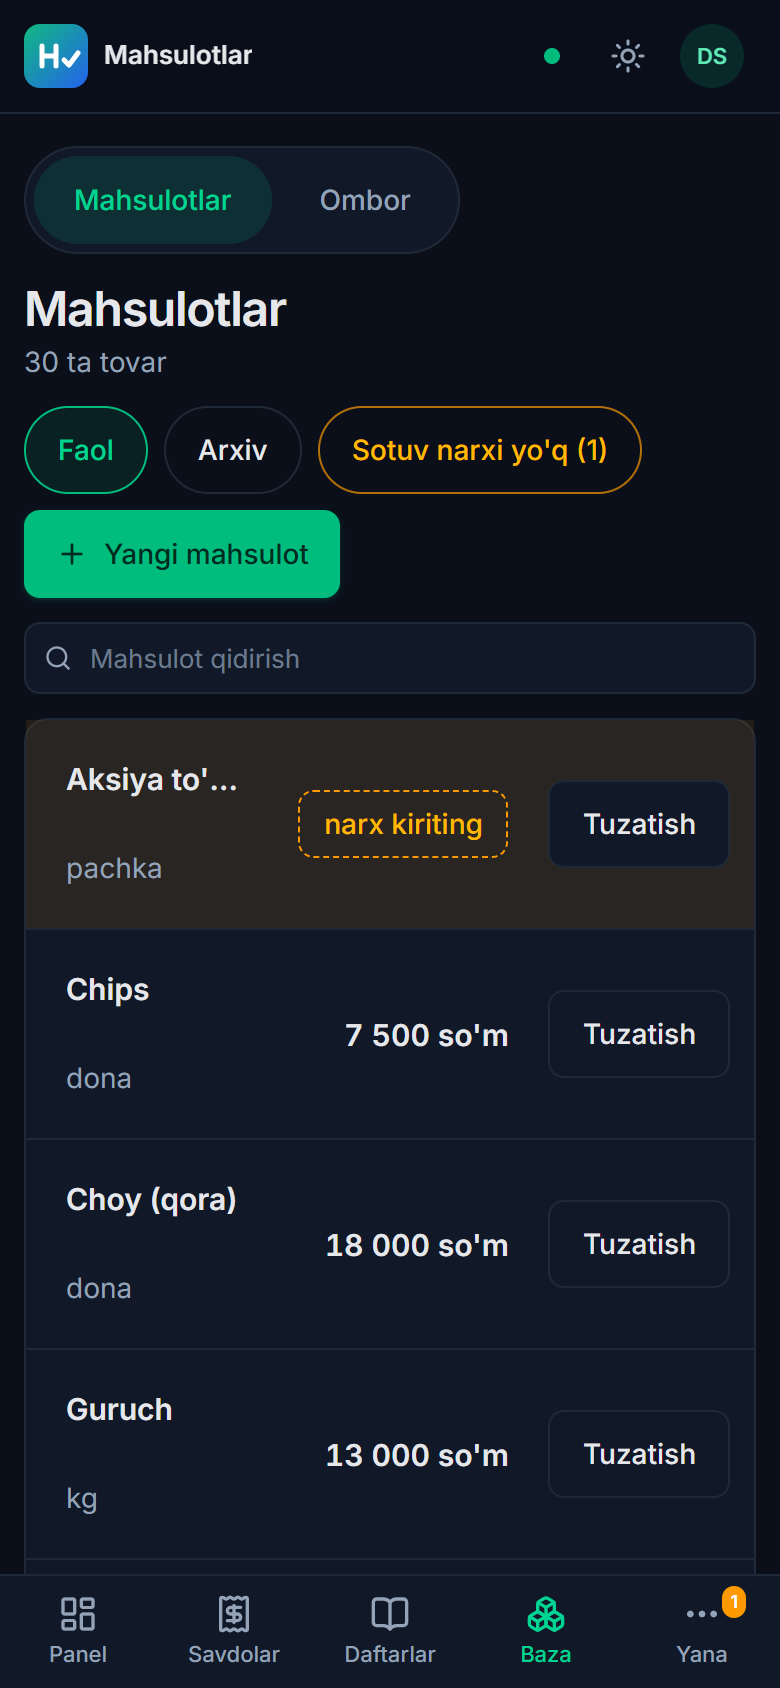 H✓ Mahsulotlar DS
Mahsulotlar Ombor
Mahsulotlar
30 ta tovar
Faol Arxiv Sotuv narxi yo'q (1)
+ Yangi mahsulot
Mahsulot qidirish
Aksiya to'...
pachka
narx kiriting
Tuzatish
Chips
dona
7 500 so'm
Tuzatish
Choy (qora)
dona
18 000 so'm
Tuzatish
Guruch
kg
13 000 so'm
Tuzatish
1
Panel Savdolar Daftarlar Baza Yana